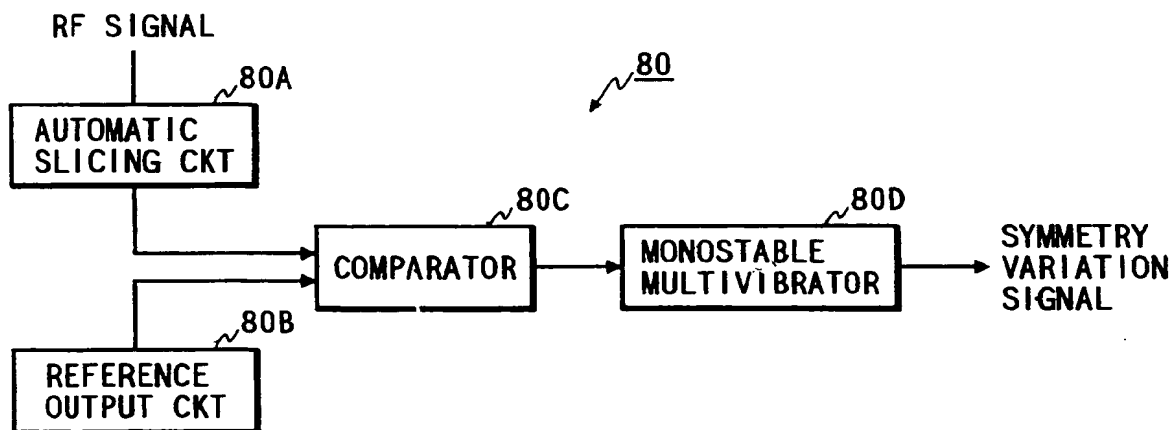 RF SIGNAL
80A
80
AUTOMATIC
SLICING CKT
80C
80D
COMPARATOR
MONOSTABLE
MULTIVIBRATOR
SYMMETRY
VARIATION
SIGNAL
80B
REFERENCE
OUTPUT CKT